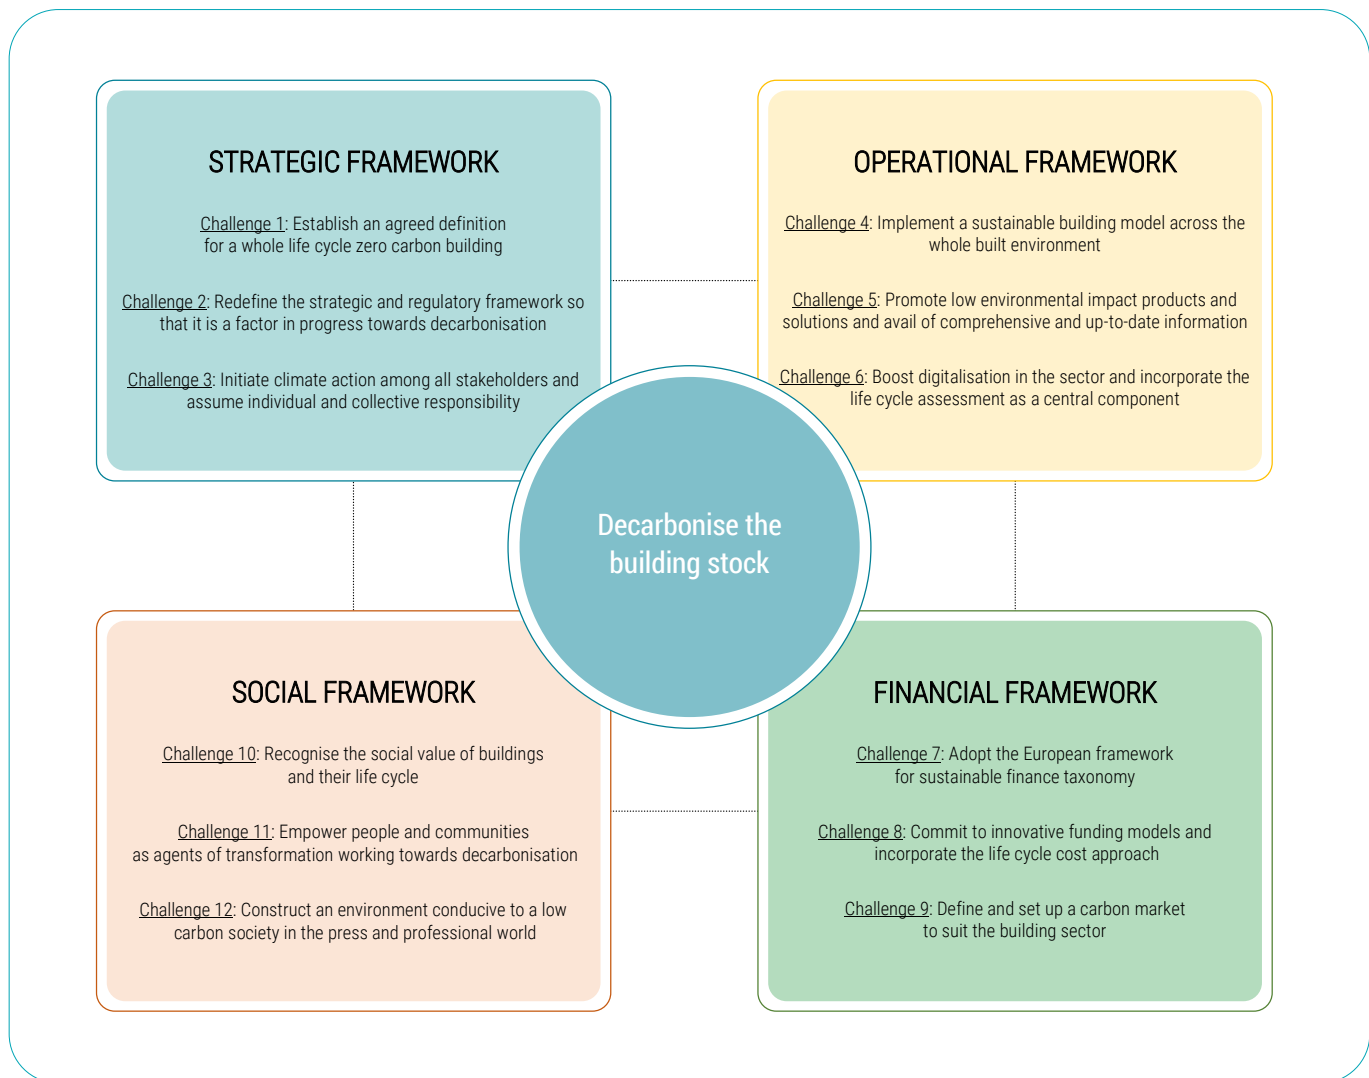 STRATEGIC FRAMEWORK
Challenge 1: Establish an agreed definition
for a whole life cycle zero carbon building
Challenge 2: Redefine the strategic and regulatory framework so
that it is a factor in progress towards decarbonisation
Challenge 3: Initiate climate action among all stakeholders and
assume individual and collective responsibility
OPERATIONAL FRAMEWORK
Challenge 4: Implement a sustainable building model across the
whole built environment
Challenge 5: Promote low environmental impact products and
solutions and avail of comprehensive and up-to-date information
Challenge 6: Boost digitalisation in the sector and incorporate the
life cycle assessment as a central component
Decarbonise the
building stock
SOCIAL FRAMEWORK
Challenge 10: Recognise the social value of buildings
and their life cycle
Challenge 11: Empower people and communities
as agents of transformation working towards decarbonisation
Challenge 12: Construct an environment conducive to a low
carbon society in the press and professional world
FINANCIAL FRAMEWORK
Challenge 7: Adopt the European framework
for sustainable finance taxonomy
Challenge 8: Commit to innovative funding models and
incorporate the life cycle cost approach
Challenge 9: Define and set up a carbon market
to suit the building sector